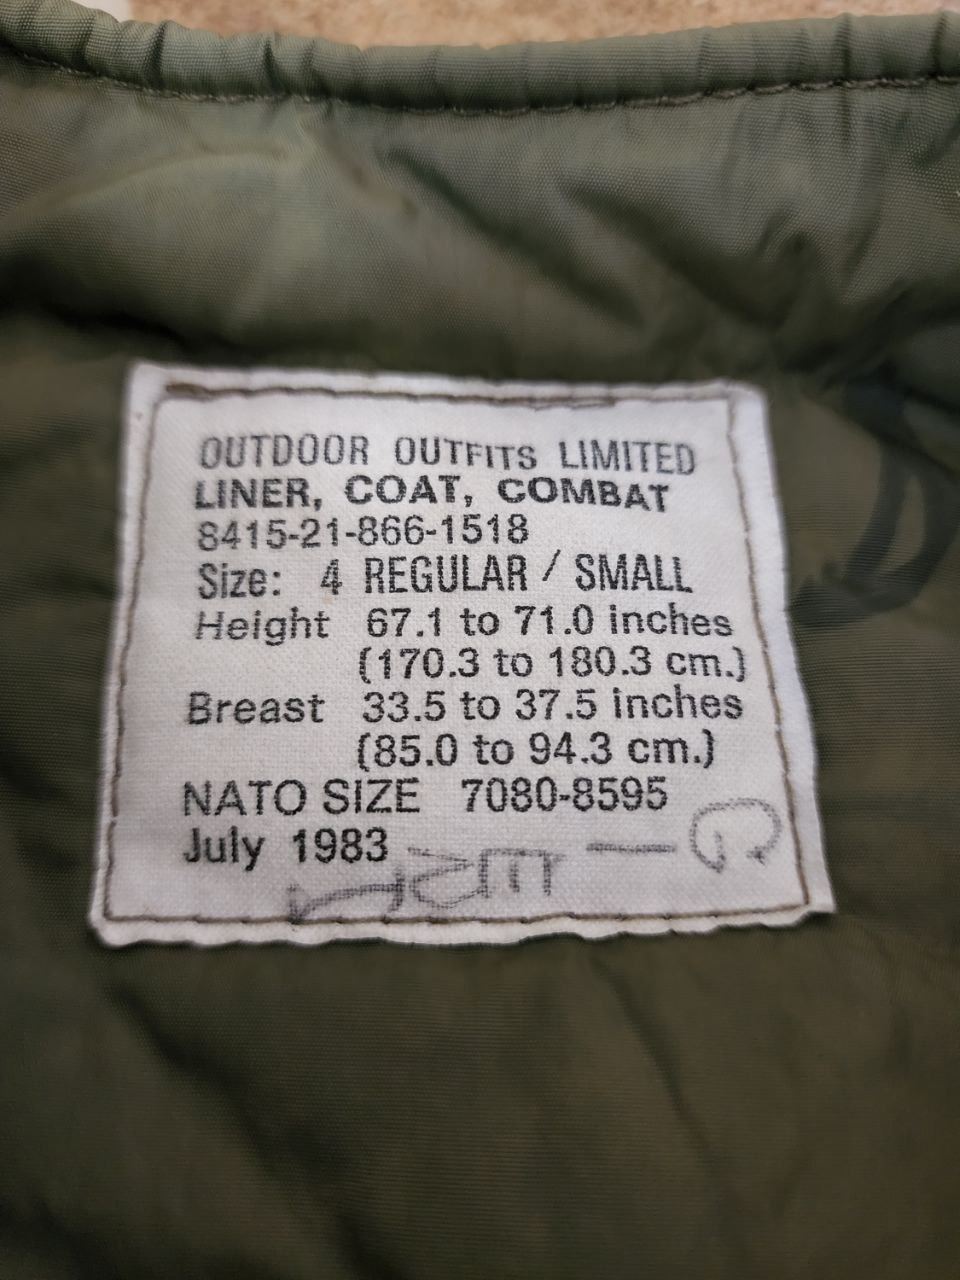 OUTDOOR OUTFITS LIMITED
LINER, COAT, COMBAT
8415-21-866-1518
Size: 4 REGULAR / SMALL
Height 67.1 to 71.0 inches
(170.3 to 180.3 cm.)
Breast 33.5 to 37.5 inches
(85.0 to 94.3 cm.)
NATO SIZE 7080-8595
July 1983